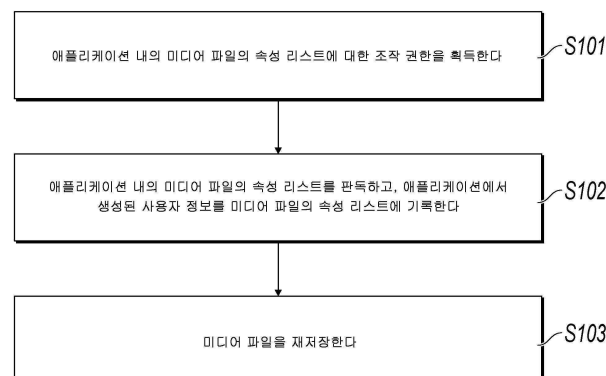 애플리케이션 내의 미디어 파일의 속성 리스트에 대한 조작 권한을 획득한다
S101
애플리케이션 내의 미디어 파일의 속성 리스트를 판독하고, 애플리케이션에서
생성된 사용자 정보를 미디어 파일의 속성 리스트에 기록한다
S102
미디어 파일을 재저장한다
S103